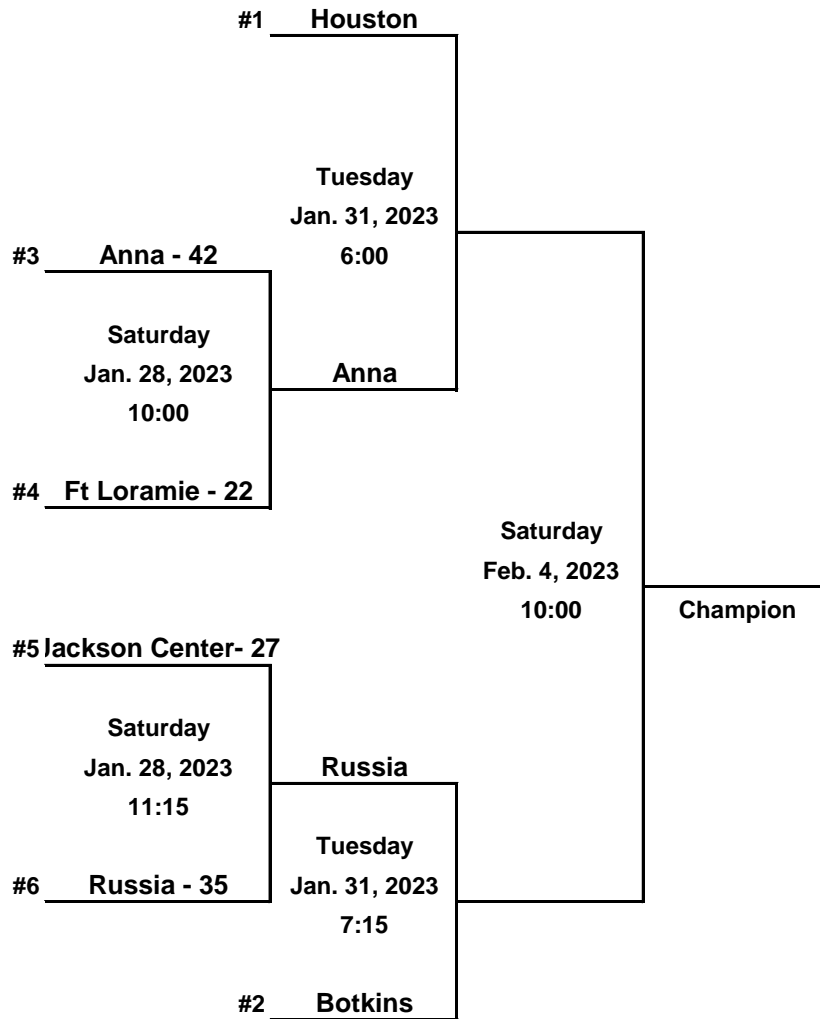 #1 Houston
Tuesday
Jan. 31, 2023
6:00
#3 Anna - 42
Saturday
Jan. 28, 2023
10:00
Anna
#4 Ft Loramie - 22
Saturday
Feb. 4, 2023
10:00
Champion
#5 Jackson Center- 27
Saturday
Jan. 28, 2023
11:15
Russia
#6 Russia - 35
Tuesday
Jan. 31, 2023
7:15
#2 Botkins